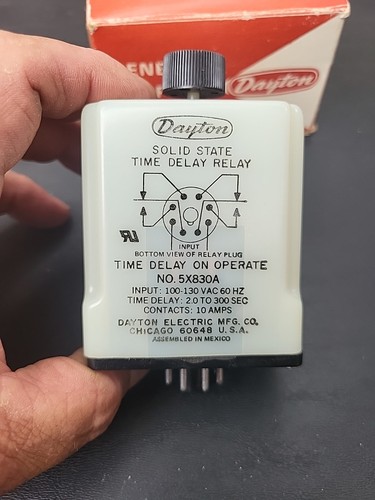 ENE
Dayton
Dayton
SOLID STATE
TIME DELAY RELAY
INPUT
BOTTOM VIEW OF RELAY PLUG
TIME DELAY ON OPERATE
NO. 5X830A
INPUT: 100-130 VAC 60 HZ
TIME DELAY: 2.0 TO 300 SEC
CONTACTS: 10 AMPS
DAYTON ELECTRIC MFG. CO.
CHICAGO 60648 U.S.A.
ASSEMBLED IN MEXICO